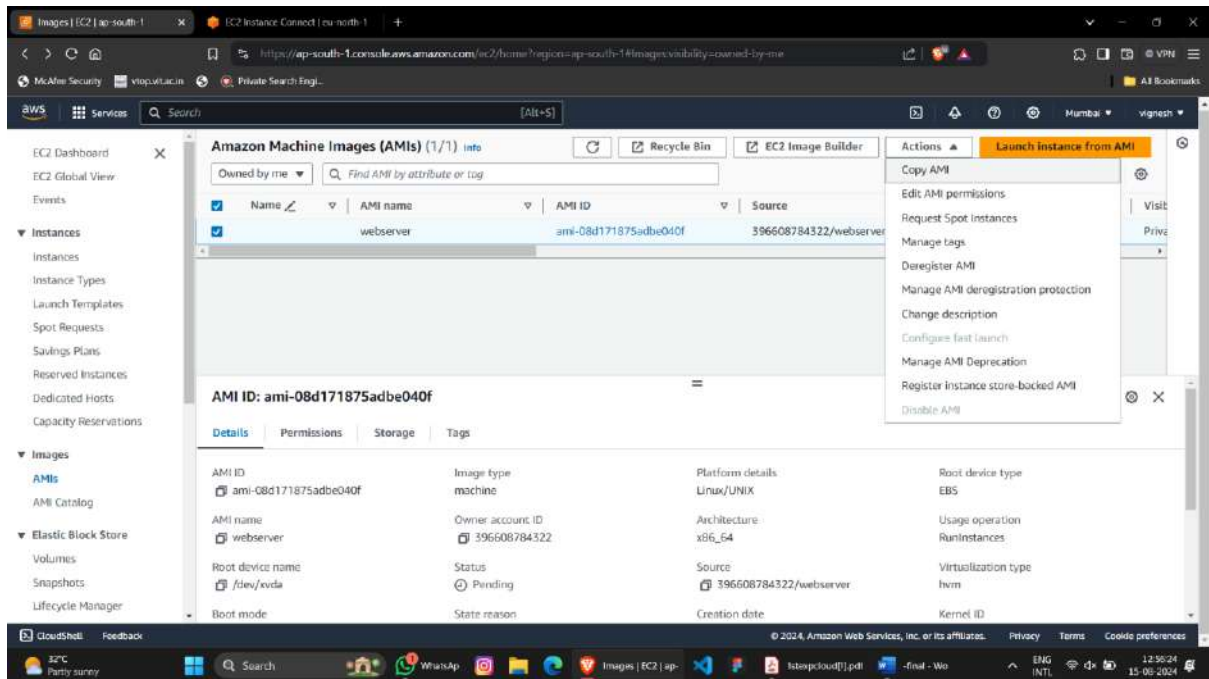 Images | EC2 | ap-south-1
EC2 Instance Connect | eu-north-1
https://ap-south-1.console.aws.amazon.com/ec2/home?region=ap-south-1#Images:visibility=owned-by-me
VPN
McAfee Security vtop.vit.ac.in Private Search Engi... All Bookmarks
aws Services Search [Alt+S] Mumbai vignesh
EC2 Dashboard
EC2 Global View
Events
Instances
Instances
Instance Types
Launch Templates
Spot Requests
Savings Plans
Reserved Instances
Dedicated Hosts
Capacity Reservations
Images
AMIs
AMI Catalog
Elastic Block Store
Volumes
Snapshots
Lifecycle Manager
Amazon Machine Images (AMIs) (1/1) Info
Recycle Bin EC2 Image Builder Actions Launch instance from AMI
Owned by me Find AMI by attribute or tag
Name AMI name AMI ID Source Visib
webserver ami-08d171875adbe040f 396608784322/webserver Priva
Copy AMI
Edit AMI permissions
Request Spot Instances
Manage tags
Deregister AMI
Manage AMI deregistration protection
Change description
Configure fast launch
Manage AMI Deprecation
Register instance store-backed AMI
Disable AMI
AMI ID: ami-08d171875adbe040f
Details Permissions Storage Tags
AMI ID Image type Platform details Root device type
ami-08d171875adbe040f machine Linux/UNIX EBS
AMI name Owner account ID Architecture Usage operation
webserver 396608784322 x86_64 RunInstances
Root device name Status Source Virtualization type
/dev/xvda Pending 396608784322/webserver hvm
Boot mode State reason Creation date Kernel ID
CloudShell Feedback © 2024, Amazon Web Services, Inc. or its affiliates. Privacy Terms Cookie preferences
32°C
Partly sunny
Search WhatsApp Images | EC2 | ap- 1stexpcloud[1].pdf -final - Wo
ENG
INTL
12:56:24
15-08-2024